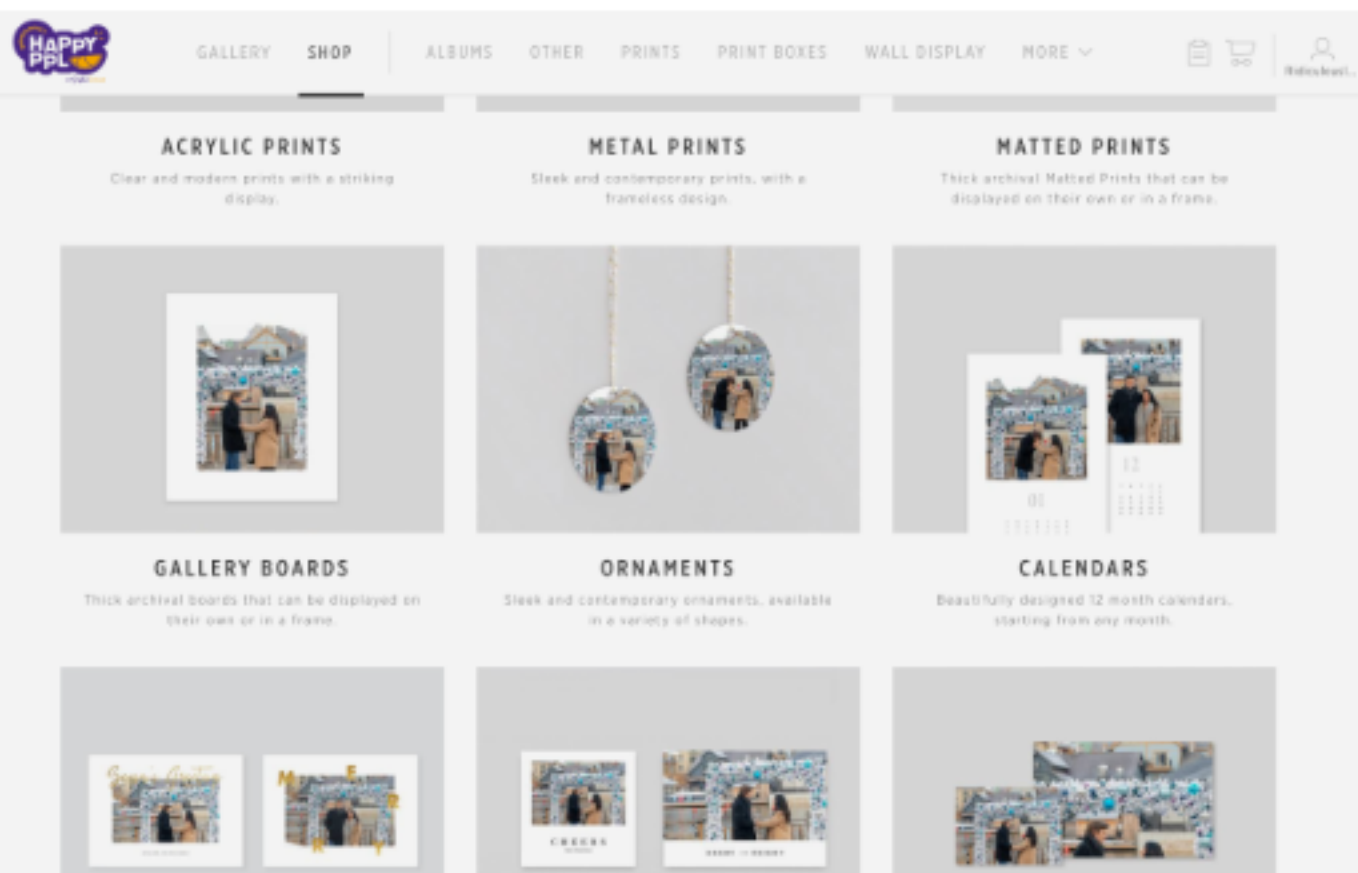 HAPPY
PPL
GALLERY SHOP ALBUMS OTHER PRINTS PRINT BOXES WALL DISPLAY MORE
ACRYLIC PRINTS
Clear and modern prints with a striking
display.
METAL PRINTS
Sleek and contemporary prints, with a
frameless design.
MATTED PRINTS
Thick archival Matted Prints that can be
displayed on their own or in a frame.
12
01
GALLERY BOARDS
Thick archival boards that can be displayed on
their own or in a frame.
ORNAMENTS
Sleek and contemporary ornaments, available
in a variety of shapes.
CALENDARS
Beautifully designed 12 month calendars,
starting from any month.
M E R R Y
CHEERS